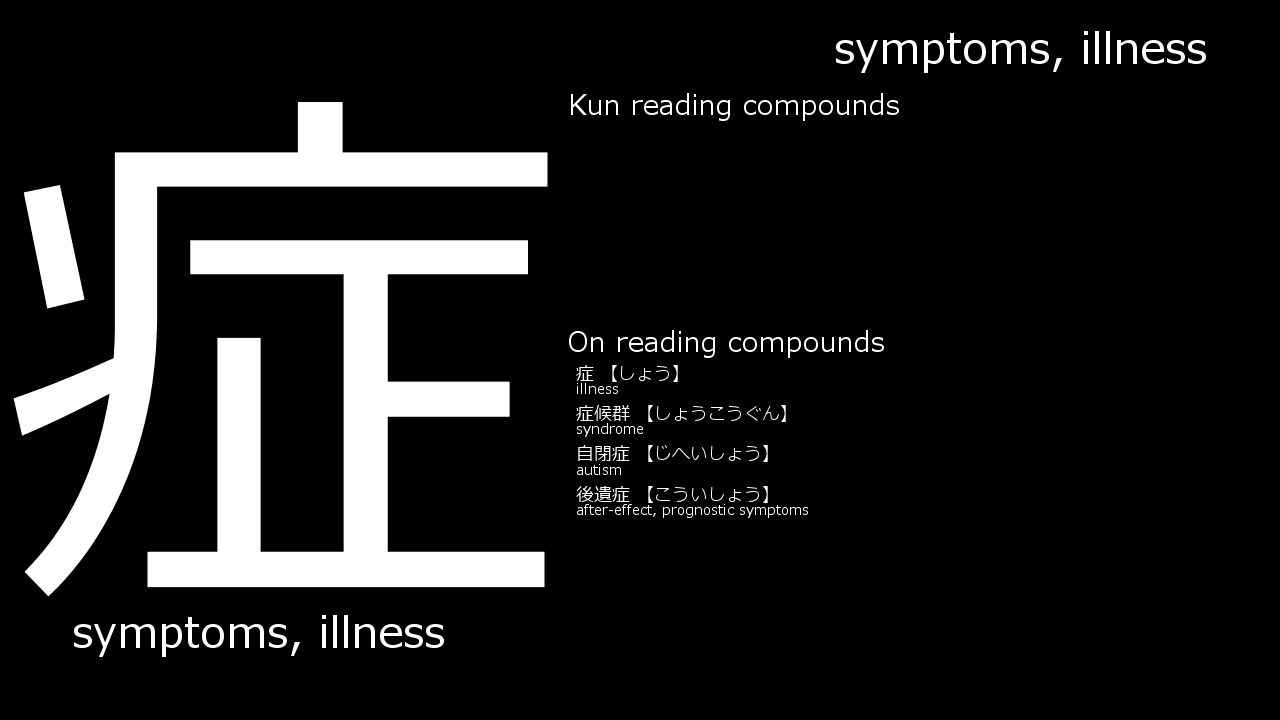 symptoms, illness
症
symptoms, illness
Kun reading compounds
On reading compounds
症 【しょう】
illness
症候群 【しょうこうぐん】
syndrome
自閉症 【じへいしょう】
autism
後遺症 【こういしょう】
after-effect, prognostic symptoms